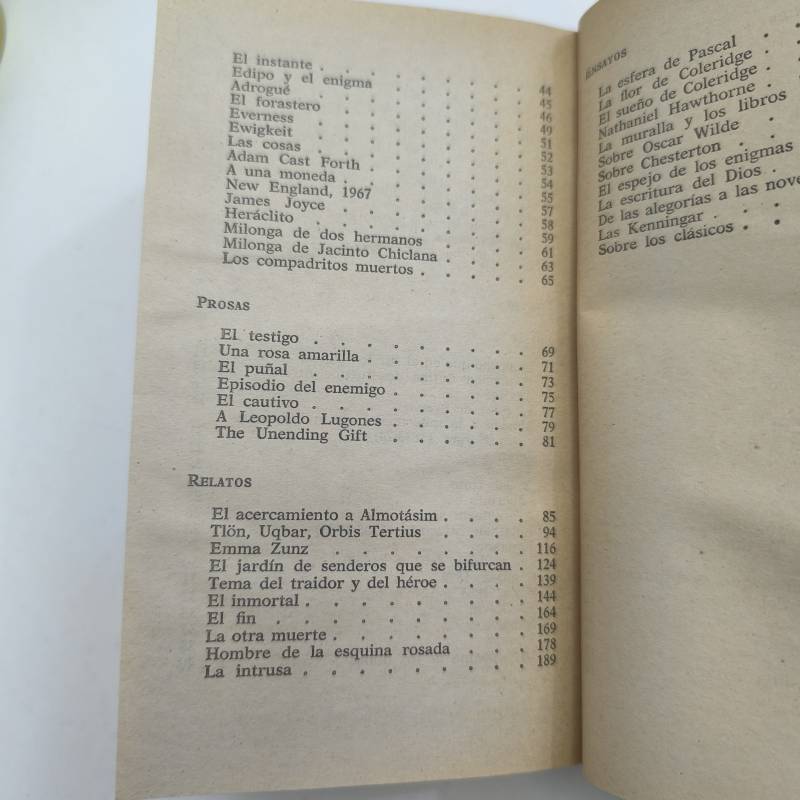 El instante . . . . . . . . 44
Edipo y el enigma . . . . . . 45
Adrogué . . . . . . . . 46
El forastero . . . . . . . 49
Everness . . . . . . . . 51
Ewigkeit . . . . . . . . 52
Las cosas . . . . . . . . 53
Adam Cast Forth . . . . . . 54
A una moneda . . . . . . . 55
New England, 1967 . . . . . . 57
James Joyce . . . . . . . 58
Heráclito . . . . . . . . 59
Milonga de dos hermanos . . . . 61
Milonga de Jacinto Chiclana . . . . 63
Los compadritos muertos . . . . . 65
PROSAS
El testigo . . . . . . . . 69
Una rosa amarilla . . . . . . . 71
El puñal . . . . . . . . 73
Episodio del enemigo . . . . . . 75
El cautivo . . . . . . . . 77
A Leopoldo Lugones . . . . . . 79
The Unending Gift . . . . . . 81
RELATOS
El acercamiento a Almotásim . . . . 85
Tlön, Uqbar, Orbis Tertius . . . . 94
Emma Zunz . . . . . . . . 116
El jardín de senderos que se bifurcan . 124
Tema del traidor y del héroe . . . . 139
El inmortal . . . . . . . . 144
El fin . . . . . . . . . 164
La otra muerte . . . . . . . 169
Hombre de la esquina rosada . . . 178
La intrusa . . . . . . . . 189
ENSAYOS
La esfera de Pascal . .
La flor de Coleridge . .
El sueño de Coleridge . .
Nathaniel Hawthorne . .
La muralla y los libros
Sobre Oscar Wilde .
Sobre Chesterton . .
El espejo de los enigmas
La escritura del Dios .
De las alegorías a las
Las Kenningar . . .
Sobre los clásicos . .